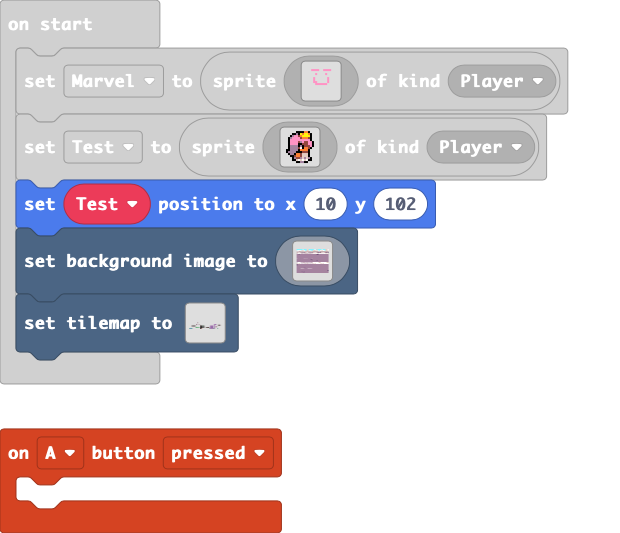 on start
set Marvel to sprite of kind Player
set Test to sprite of kind Player
set Test position to x 10 y 102
set background image to
set tilemap to
on A button pressed